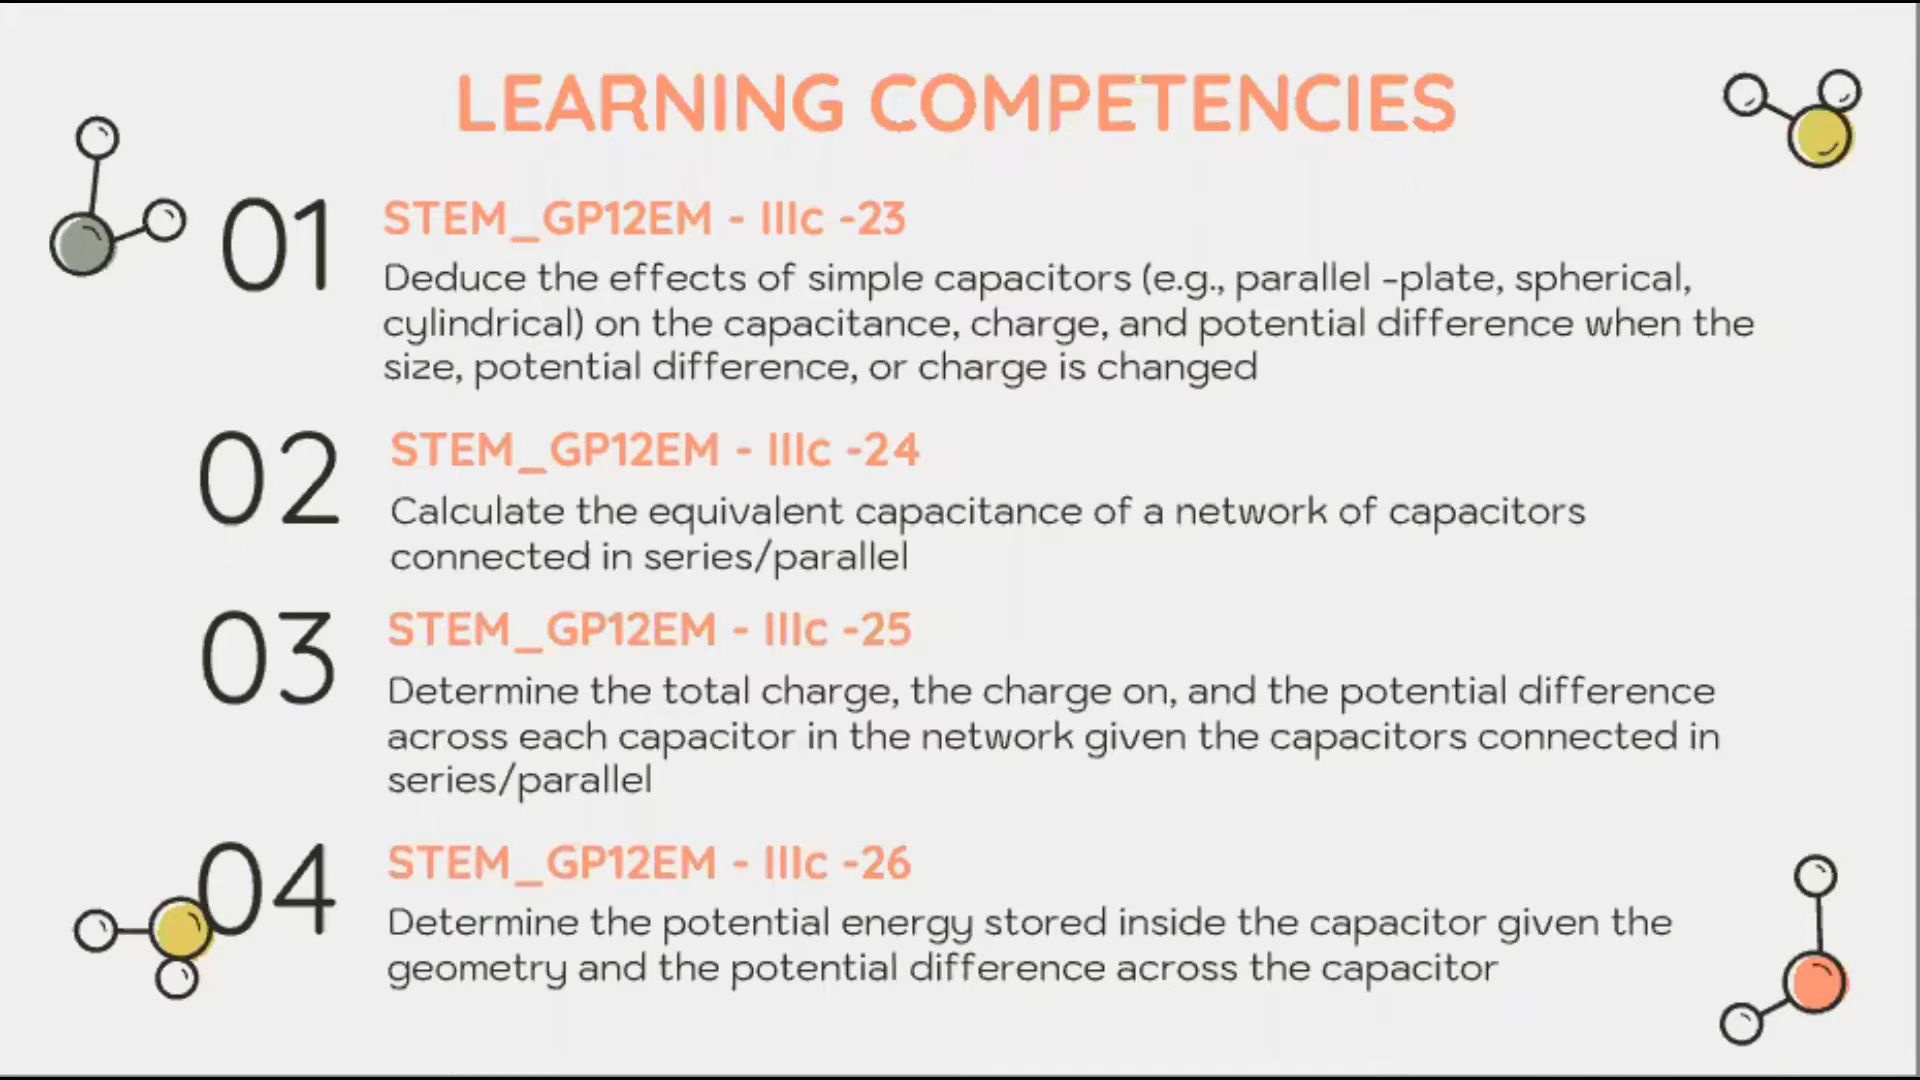 LEARNING COMPETENCIES
01
STEM_GP12EM - IIIc -23
Deduce the effects of simple capacitors (e.g., parallel -plate, spherical,
cylindrical) on the capacitance, charge, and potential difference when the
size, potential difference, or charge is changed
02
STEM_GP12EM - IIIc -24
Calculate the equivalent capacitance of a network of capacitors
connected in series/parallel
03
STEM_GP12EM - IIIc -25
Determine the total charge, the charge on, and the potential difference
across each capacitor in the network given the capacitors connected in
series/parallel
04
STEM_GP12EM - IIIc -26
Determine the potential energy stored inside the capacitor given the
geometry and the potential difference across the capacitor